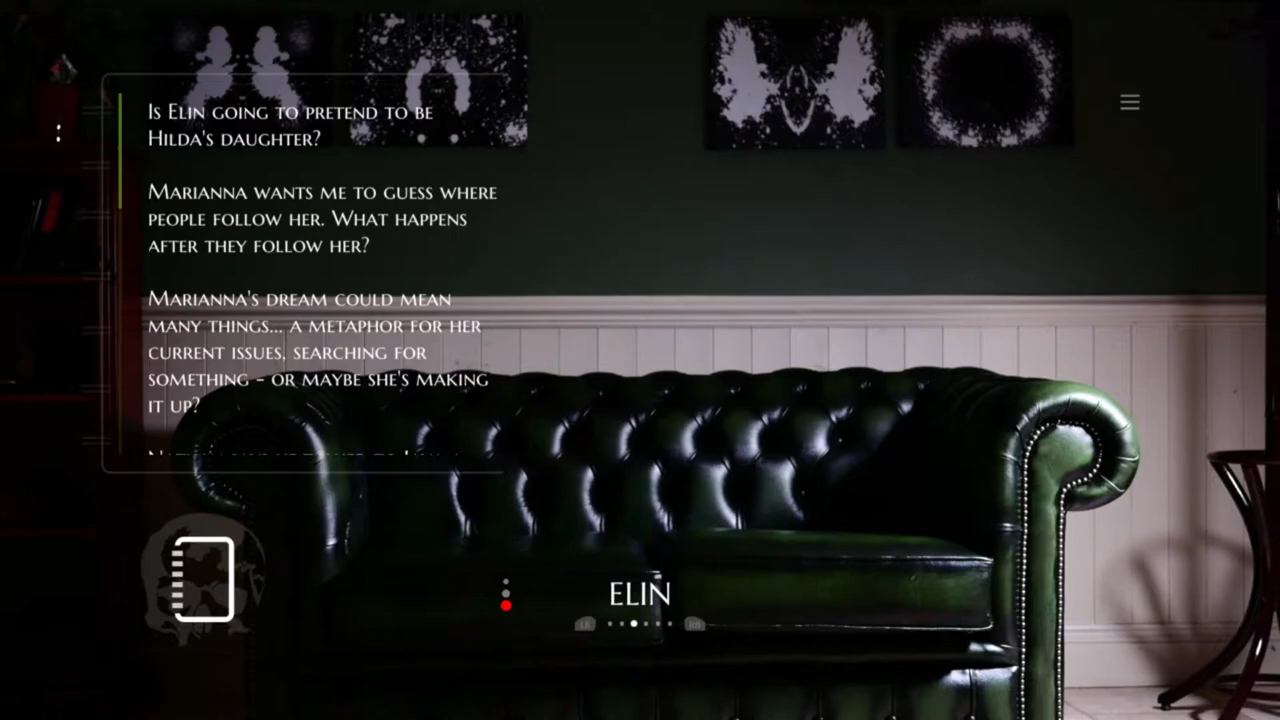 Is Elin going to pretend to be
Hilda's daughter?
Marianna wants me to guess where
people follow her. What happens
after they follow her?
Marianna's dream could mean
many things... a metaphor for her
current issues, searching for
something - or maybe she's making
it up?
ELIN
LB
RB